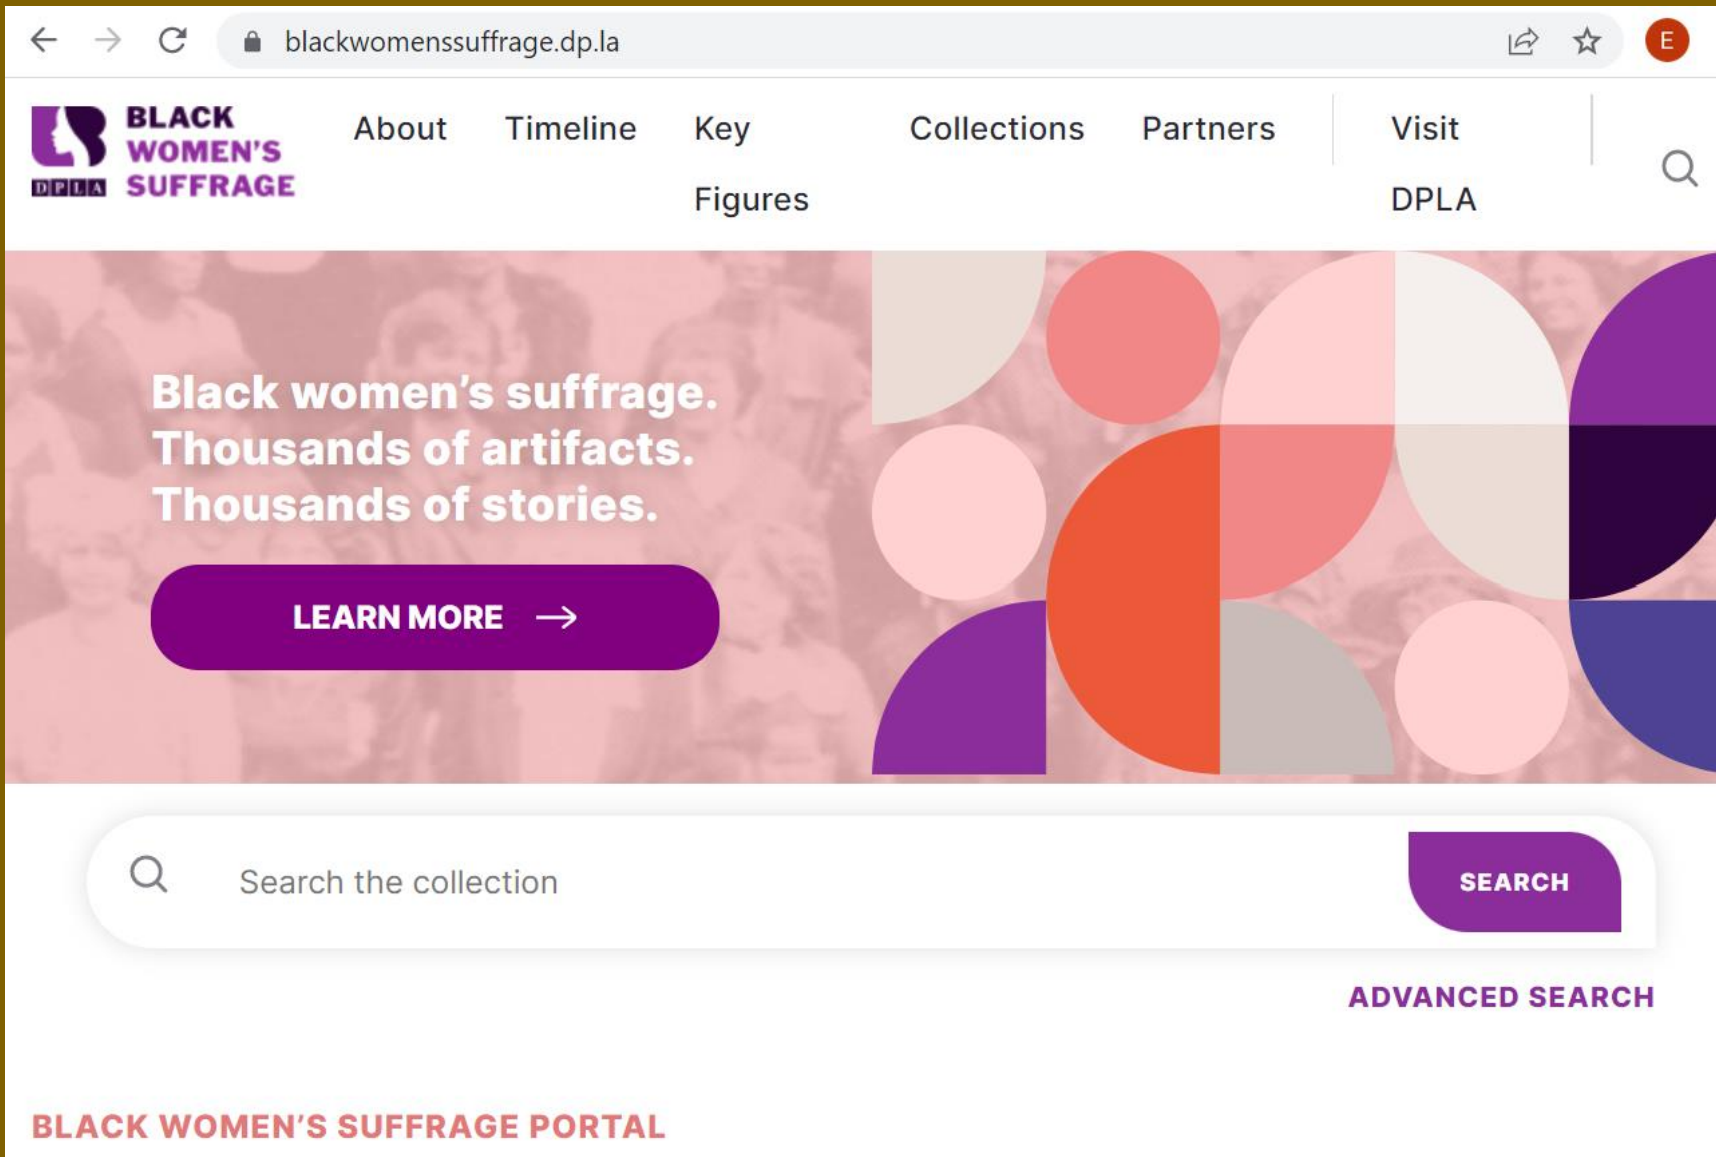 blackwomenssuffrage.dp.la
E
BLACK
WOMEN'S
SUFFRAGE
DPLA
About
Timeline
Key
Figures
Collections
Partners
Visit
DPLA
Black women’s suffrage.
Thousands of artifacts.
Thousands of stories.
LEARN MORE →
Search the collection
SEARCH
ADVANCED SEARCH
BLACK WOMEN’S SUFFRAGE PORTAL